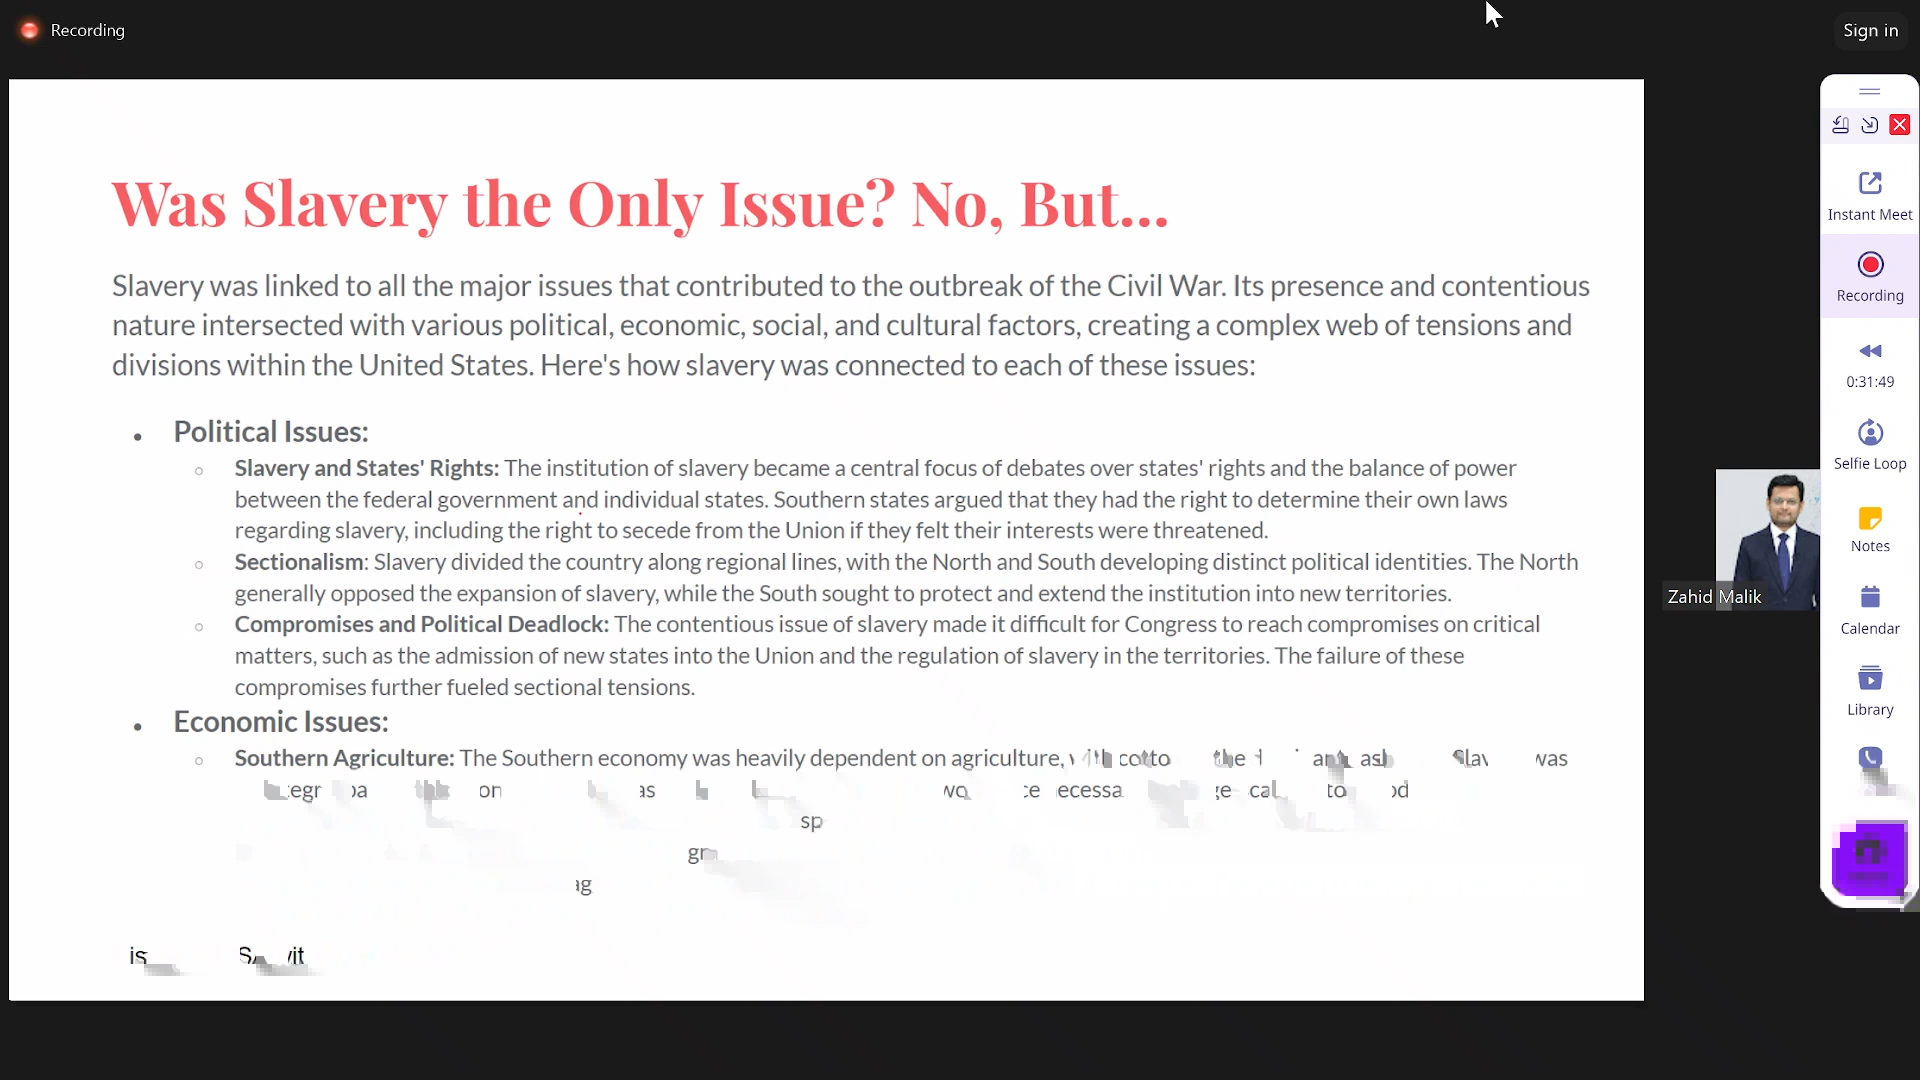 Recording
Sign in
Was Slavery the Only Issue? No, But...
Slavery was linked to all the major issues that contributed to the outbreak of the Civil War. Its presence and contentious
nature intersected with various political, economic, social, and cultural factors, creating a complex web of tensions and
divisions within the United States. Here's how slavery was connected to each of these issues:
• Political Issues:
○ Slavery and States' Rights: The institution of slavery became a central focus of debates over states' rights and the balance of power
between the federal government and individual states. Southern states argued that they had the right to determine their own laws
regarding slavery, including the right to secede from the Union if they felt their interests were threatened.
○ Sectionalism: Slavery divided the country along regional lines, with the North and South developing distinct political identities. The North
generally opposed the expansion of slavery, while the South sought to protect and extend the institution into new territories.
○ Compromises and Political Deadlock: The contentious issue of slavery made it difficult for Congress to reach compromises on critical
matters, such as the admission of new states into the Union and the regulation of slavery in the territories. The failure of these
compromises further fueled sectional tensions.
• Economic Issues:
○ Southern Agriculture: The Southern economy was heavily dependent on agriculture, was
Zahid Malik
Instant Meet
Recording
0:31:49
Selfie Loop
Notes
Calendar
Library